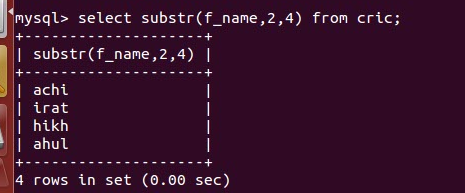 mysql> select substr(f_name,2,4) from cric;
+--------------------+
| substr(f_name,2,4) |
+--------------------+
| achi               |
| irat               |
| hikh               |
| ahul               |
+--------------------+
4 rows in set (0.00 sec)